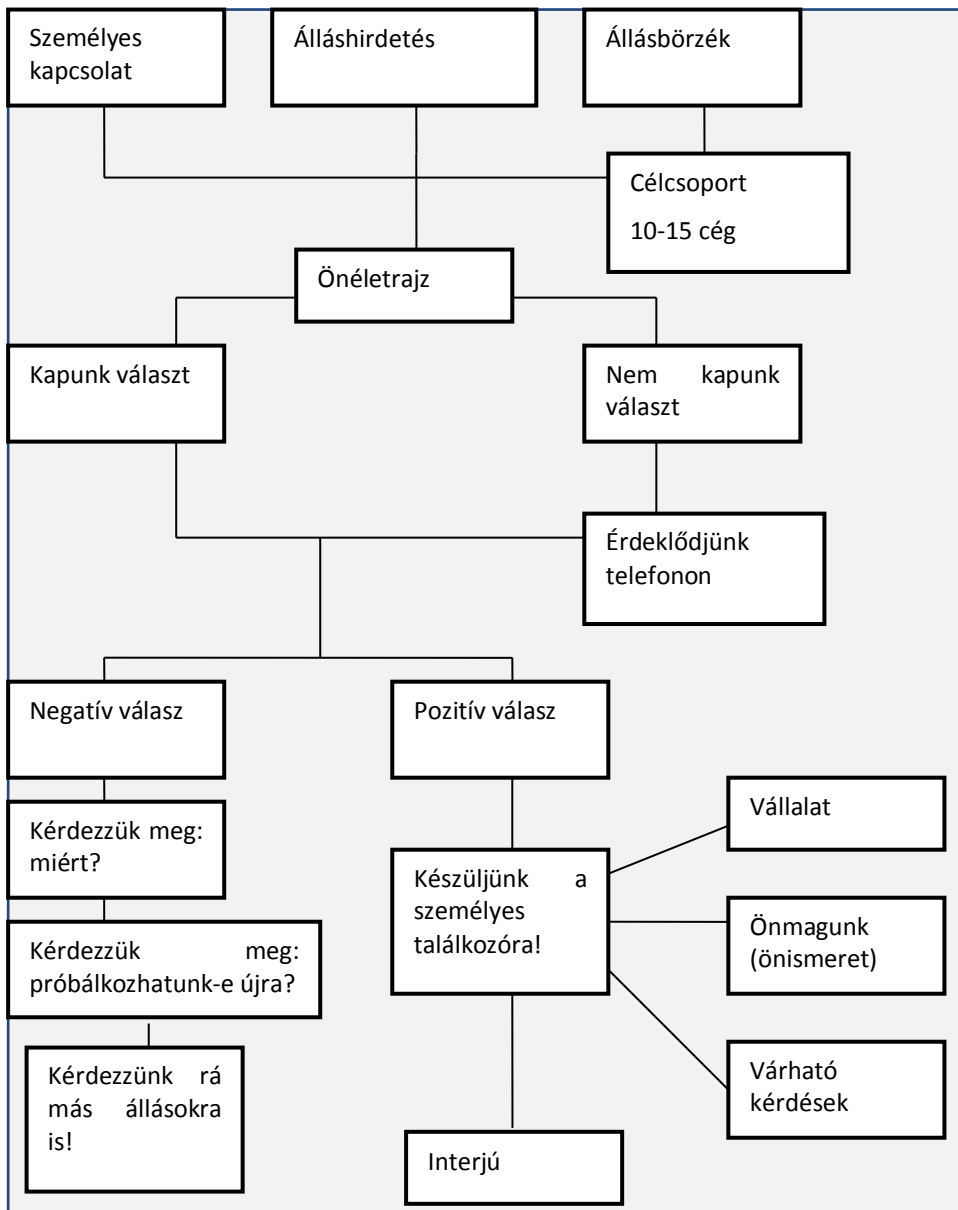 Személyes
kapcsolat
Álláshirdetés
Állásbörzék
Célcsoport
10-15 cég
Önéletrajz
Kapunk választ
Nem kapunk
választ
Érdeklődjünk
telefonon
Negatív válasz
Pozitív válasz
Kérdezzük meg:
miért?
Kérdezzük meg:
próbálkozhatunk-e újra?
Kérdezzünk rá
más állásokra
is!
Készüljünk a
személyes
találkozóra!
Vállalat
Önmagunk
(önismeret)
Várható
kérdések
Interjú